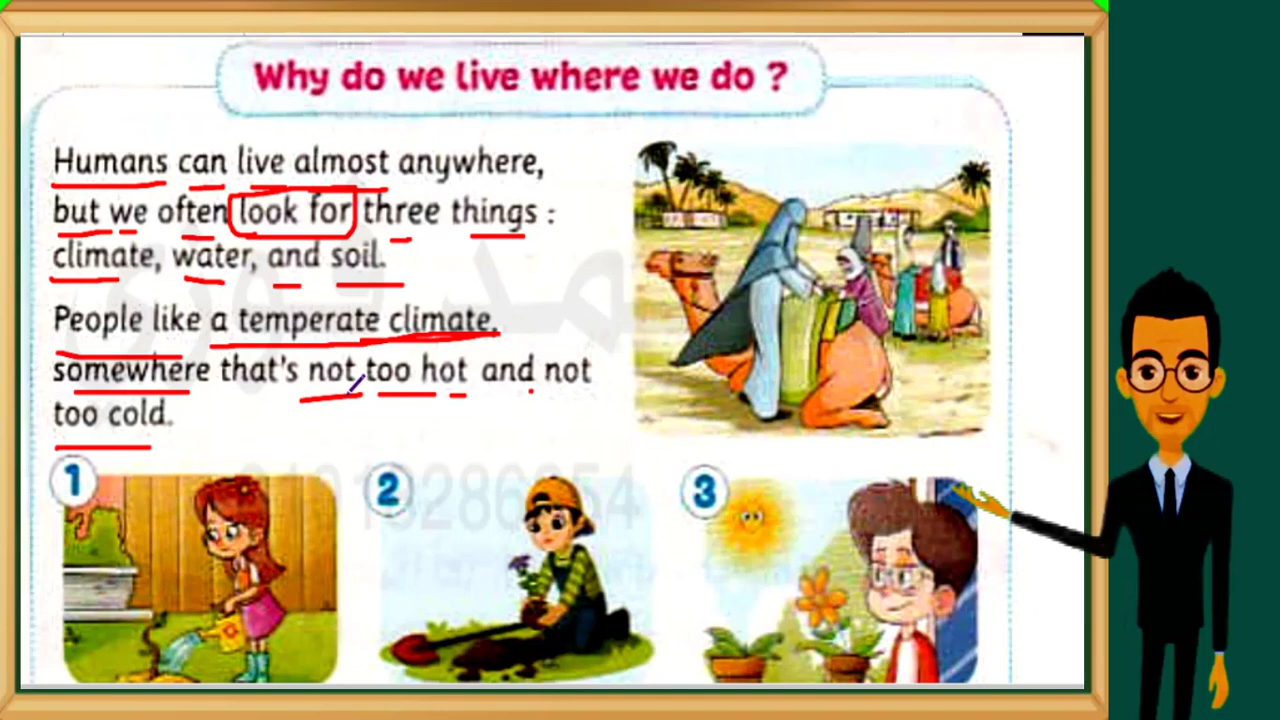 Why do we live where we do ?
Humans can live almost anywhere,
but we often look for three things :
climate, water, and soil.
People like a temperate climate.
somewhere that's not too hot and not
too cold.
1
2
3